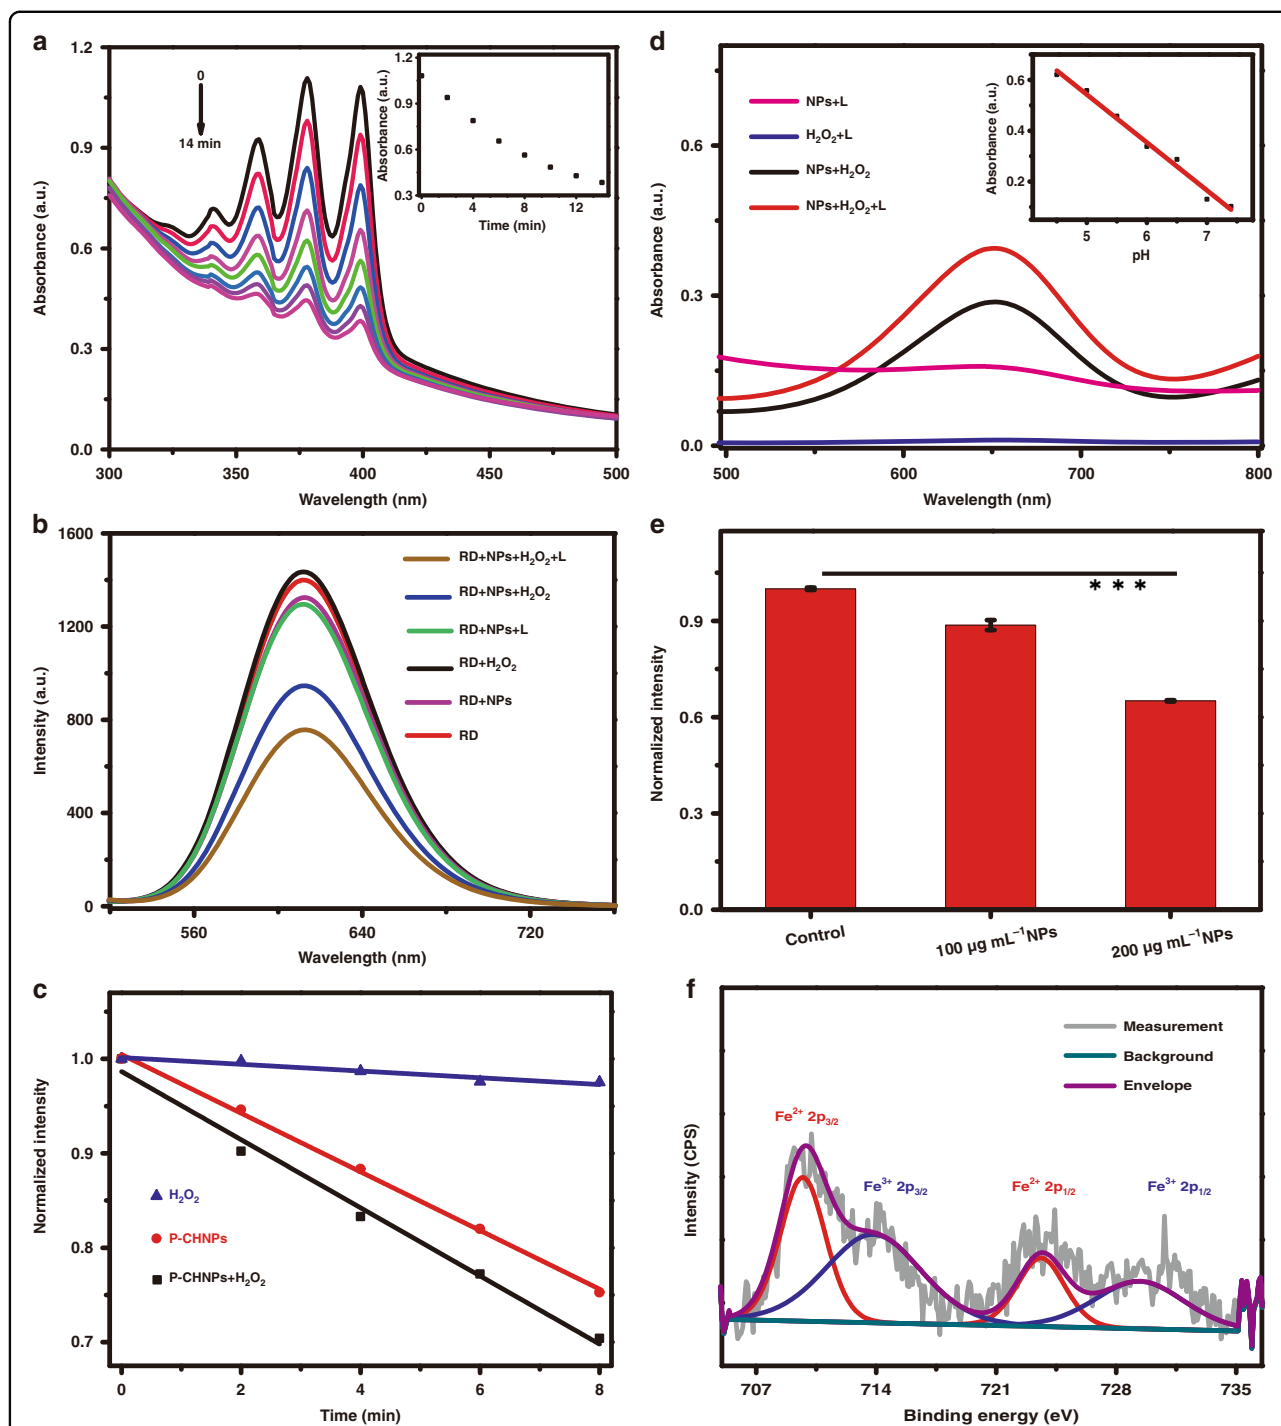 a
1.2
0.9
0.6
0.3
0.0
Absorbance (a.u.)
0
14 min
300
350
400
450
500
Wavelength (nm)
1.2
0.9
0.6
0.3
Absorbance (a.u.)
0
4
8
12
Time (min)
b
1600
1200
800
400
0
Intensity (a.u.)
RD+NPs+H₂O₂+L
RD+NPs+H₂O₂
RD+NPs+L
RD+H₂O₂
RD+NPs
RD
560
640
720
Wavelength (nm)
c
1.0
0.9
0.8
0.7
Normalized intensity
H₂O₂
P-CHNPs
P-CHNPs+H₂O₂
0
2
4
6
8
Time (min)
d
0.6
0.3
0.0
Absorbance (a.u.)
NPs+L
H₂O₂+L
NPs+H₂O₂
NPs+H₂O₂+L
500
600
700
800
Wavelength (nm)
0.6
0.4
0.2
Absorbance (a.u.)
5
6
7
pH
e
0.9
0.6
0.3
0.0
Normalized intensity
***
Control
100 µg mL⁻¹NPs
200 µg mL⁻¹NPs
f
Intensity (CPS)
Measurement
Background
Envelope
Fe²⁺ 2p₃/₂
Fe³⁺ 2p₃/₂
Fe²⁺ 2p₁/₂
Fe³⁺ 2p₁/₂
707
714
721
728
735
Binding energy (eV)